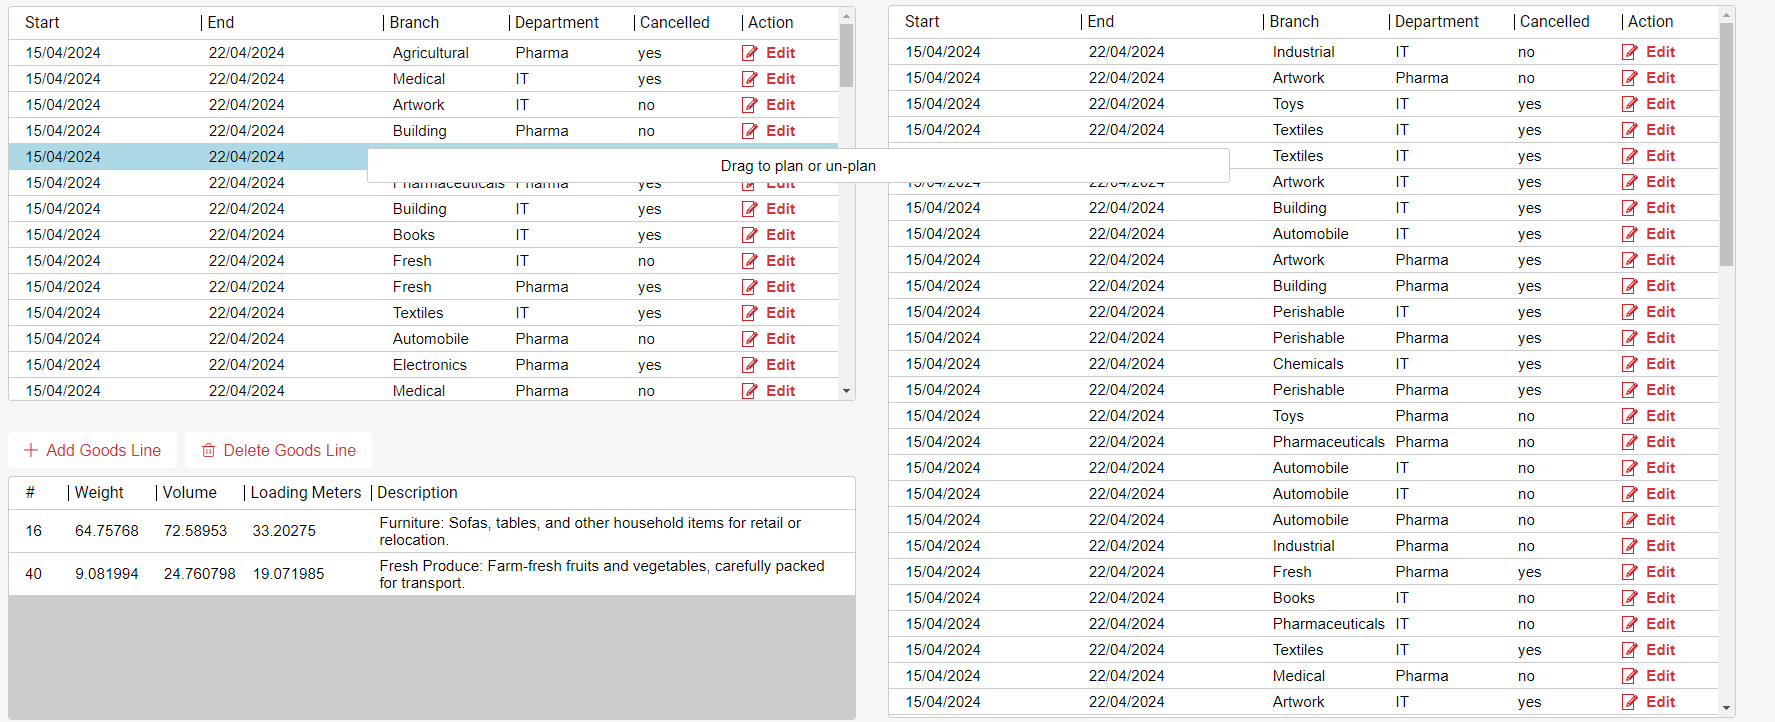 Start End Branch Department Cancelled Action
15/04/2024 22/04/2024 Agricultural Pharma yes Edit
15/04/2024 22/04/2024 Medical IT yes Edit
15/04/2024 22/04/2024 Artwork IT no Edit
15/04/2024 22/04/2024 Building Pharma no Edit
15/04/2024 22/04/2024
Drag to plan or un-plan
15/04/2024 22/04/2024 Pharmaceuticals Pharma yes Edit
15/04/2024 22/04/2024 Building IT yes Edit
15/04/2024 22/04/2024 Books IT yes Edit
15/04/2024 22/04/2024 Fresh IT no Edit
15/04/2024 22/04/2024 Fresh Pharma yes Edit
15/04/2024 22/04/2024 Textiles IT yes Edit
15/04/2024 22/04/2024 Automobile Pharma no Edit
15/04/2024 22/04/2024 Electronics Pharma yes Edit
15/04/2024 22/04/2024 Medical Pharma no Edit
Add Goods Line Delete Goods Line
# Weight Volume Loading Meters Description
16 64.75768 72.58953 33.20275 Furniture: Sofas, tables, and other household items for retail or
relocation.
40 9.081994 24.760798 19.071985 Fresh Produce: Farm-fresh fruits and vegetables, carefully packed
for transport.
Start End Branch Department Cancelled Action
15/04/2024 22/04/2024 Industrial IT no Edit
15/04/2024 22/04/2024 Artwork Pharma no Edit
15/04/2024 22/04/2024 Toys IT yes Edit
15/04/2024 22/04/2024 Textiles IT yes Edit
Textiles IT yes Edit
15/04/2024 22/04/2024 Artwork IT yes Edit
15/04/2024 22/04/2024 Building IT yes Edit
15/04/2024 22/04/2024 Automobile IT yes Edit
15/04/2024 22/04/2024 Artwork Pharma yes Edit
15/04/2024 22/04/2024 Building Pharma yes Edit
15/04/2024 22/04/2024 Perishable IT yes Edit
15/04/2024 22/04/2024 Perishable Pharma yes Edit
15/04/2024 22/04/2024 Chemicals IT yes Edit
15/04/2024 22/04/2024 Perishable Pharma yes Edit
15/04/2024 22/04/2024 Toys Pharma no Edit
15/04/2024 22/04/2024 Pharmaceuticals Pharma no Edit
15/04/2024 22/04/2024 Automobile IT no Edit
15/04/2024 22/04/2024 Automobile IT no Edit
15/04/2024 22/04/2024 Automobile Pharma no Edit
15/04/2024 22/04/2024 Industrial Pharma no Edit
15/04/2024 22/04/2024 Fresh Pharma yes Edit
15/04/2024 22/04/2024 Books IT no Edit
15/04/2024 22/04/2024 Pharmaceuticals IT no Edit
15/04/2024 22/04/2024 Textiles IT yes Edit
15/04/2024 22/04/2024 Medical Pharma no Edit
15/04/2024 22/04/2024 Artwork IT yes Edit